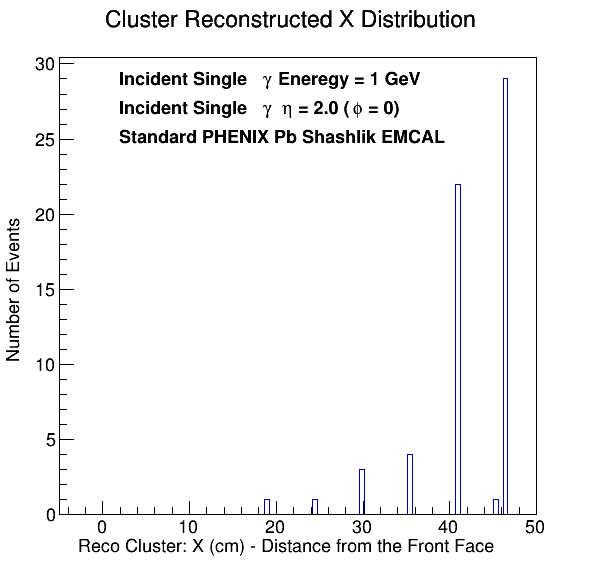 Cluster Reconstructed X Distribution
Incident Single γ Eneregy = 1 GeV
Incident Single γ η = 2.0 ( ϕ = 0)
Standard PHENIX Pb Shashlik EMCAL
Number of Events
30
25
20
15
10
5
0
0 10 20 30 40 50
Reco Cluster: X (cm) - Distance from the Front Face